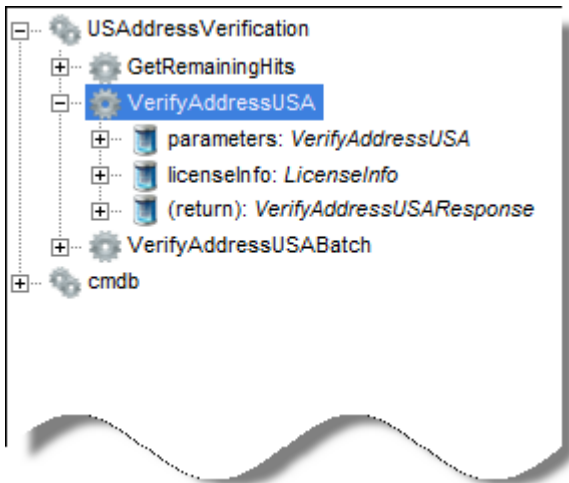 USAddressVerification
GetRemainingHits
VerifyAddressUSA
parameters: VerifyAddressUSA
licenseInfo: LicenseInfo
(return): VerifyAddressUSAResponse
VerifyAddressUSABatch
cmdb